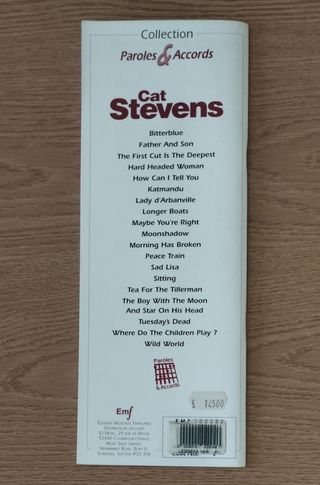 Collection
Paroles & Accords
Cat
Stevens
Bitterblue
Father And Son
The First Cut Is The Deepest
Hard Headed Woman
How Can I Tell You
Katmandu
Lady d'Arbanville
Longer Boats
Maybe You're Right
Moonshadow
Morning Has Broken
Peace Train
Sad Lisa
Sitting
Tea For The Tillerman
The Boy With The Moon
And Star On His Head
Tuesday's Dead
Where Do The Children Play ?
Wild World
Paroles
& Accords
Emf
£ 14500